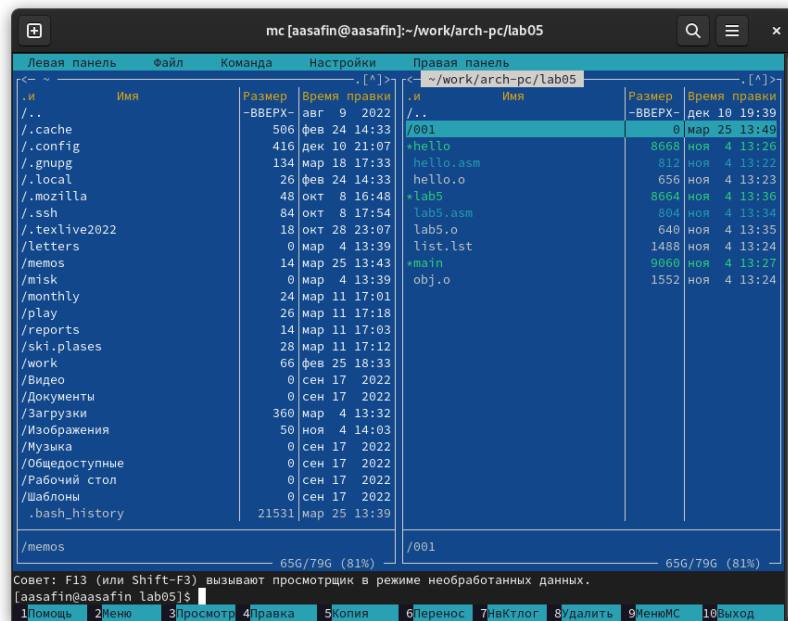 mc [aasafin@aasafin]:~/work/arch-pc/lab05
Левая панель Файл Команда Настройки Правая панель
<— ~ .[^]> <— ~/work/arch-pc/lab05 .[^]>
.и Имя Размер Время правки .и Имя Размер Время правки
/.. -ВВЕРХ- авг 9 2022 /.. -ВВЕРХ- дек 10 19:39
/.cache 506 фев 24 14:33 /001 0 мар 25 13:49
/.config 416 дек 10 21:07 *hello 8668 ноя 4 13:26
/.gnupg 134 мар 18 17:33 hello.asm 812 ноя 4 13:22
/.local 26 фев 24 14:33 hello.o 656 ноя 4 13:23
/.mozilla 48 окт 8 16:48 *lab5 8664 ноя 4 13:36
/.ssh 84 окт 8 17:54 lab5.asm 804 ноя 4 13:34
/.texlive2022 18 окт 28 23:07 lab5.o 640 ноя 4 13:35
/letters 0 мар 4 13:39 list.lst 1488 ноя 4 13:24
/memos 14 мар 25 13:43 *main 9060 ноя 4 13:27
/misk 0 мар 4 13:39 obj.o 1552 ноя 4 13:24
/monthly 24 мар 11 17:01
/play 26 мар 11 17:18
/reports 14 мар 11 17:03
/ski.plases 28 мар 11 17:12
/work 66 фев 25 18:33
/Видео 0 сен 17 2022
/Документы 0 сен 17 2022
/Загрузки 360 мар 4 13:32
/Изображения 50 ноя 4 14:03
/Музыка 0 сен 17 2022
/Общедоступные 0 сен 17 2022
/Рабочий стол 0 сен 17 2022
/Шаблоны 0 сен 17 2022
.bash_history 21531 мар 25 13:39
/memos /001
65G/79G (81%) 65G/79G (81%)
Совет: F13 (или Shift-F3) вызывают просмотрщик в режиме необработанных данных.
[aasafin@aasafin lab05]$
1Помощь 2Меню 3Просмотр 4Правка 5Копия 6Перенос 7НвКтлог 8Удалить 9МенюMC 10Выход